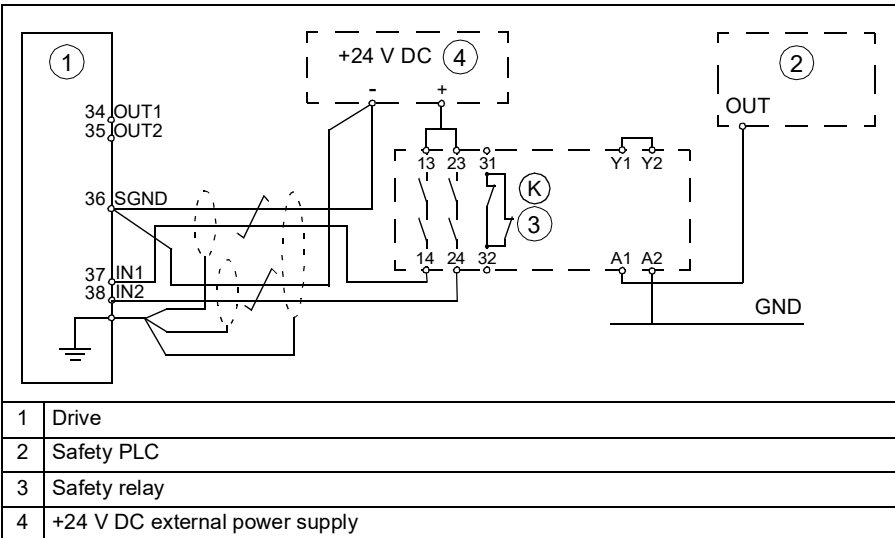 1
+24 V DC 4
2
- +
OUT
34 OUT1
35 OUT2
13 23 31 Y1 Y2
K
36 SGND
3
14 24 32 A1 A2
37 IN1
38 IN2
GND
1 Drive
2 Safety PLC
3 Safety relay
4 +24 V DC external power supply